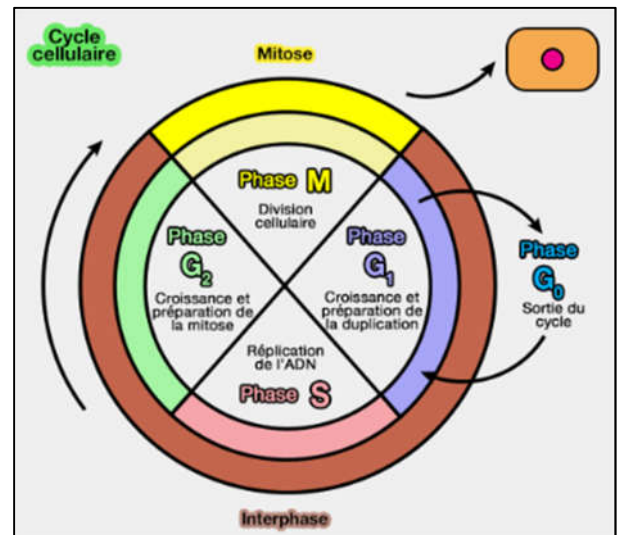 Cycle
cellulaire
Mitose
Phase M
Division
cellulaire
Phase
G2
Croissance et
préparation de
la mitose
Phase
G1
Croissance et
préparation de
la duplication
Phase
G0
Sortie du
cycle
Réplication
de l'ADN
Phase S
Interphase